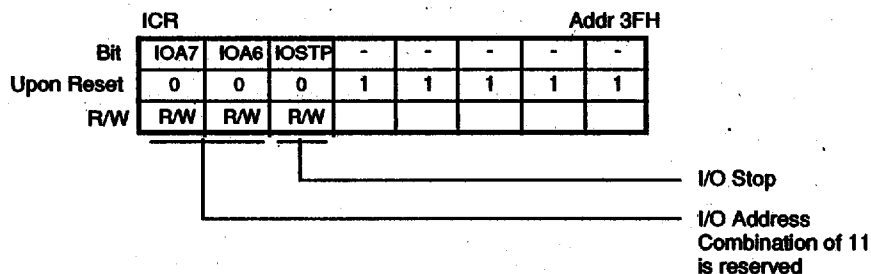 ICR Addr 3FH
Bit IOA7 IOA6 IOSTP - - - - -
Upon Reset 0 0 0 1 1 1 1 1
R/W R/W R/W R/W
I/O Stop
I/O Address
Combination of 11
is reserved